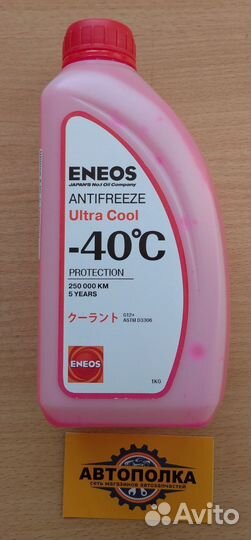 ENEOS
JAPAN'S No.1 Oil Company
ANTIFREEZE
Ultra Cool
-40°C
PROTECTION
250 000 KM
5 YEARS
クーラント
G12+
ASTM D3306
ENEOS
1KG
АВТОПОЛКА
СЕТЬ МАГАЗИНОВ АВТОЗАПЧАСТЕЙ
Avito